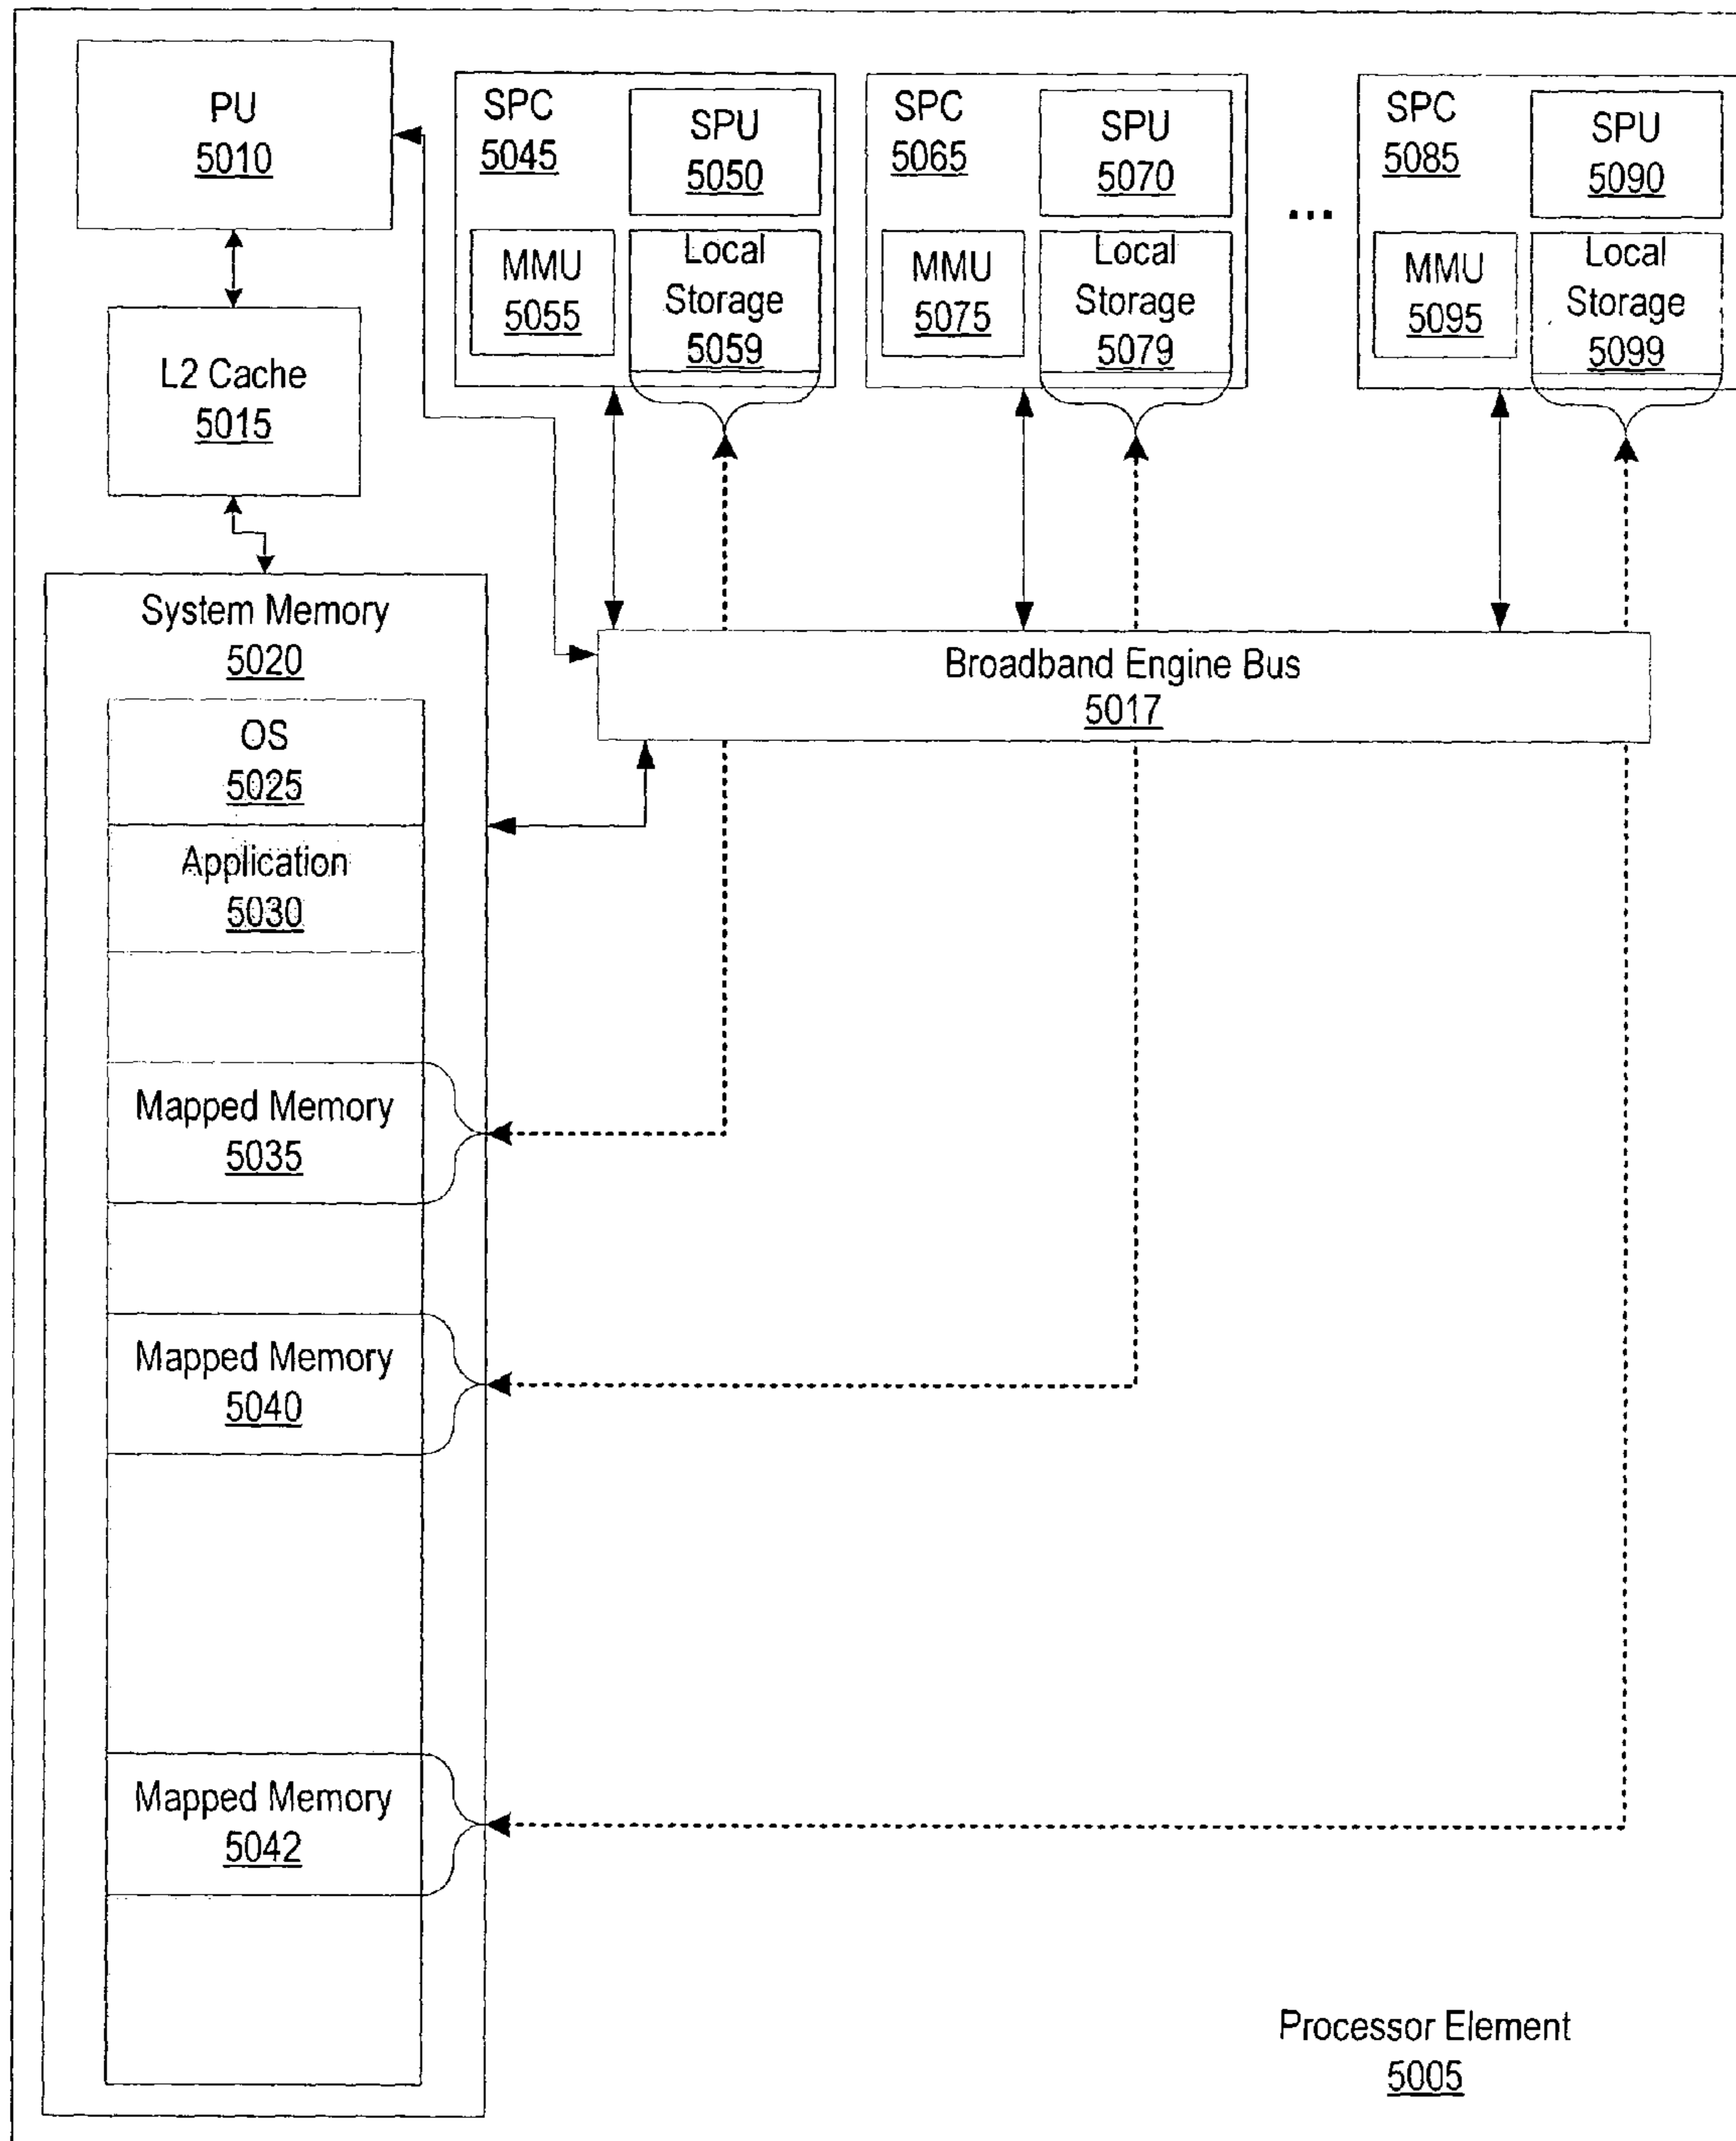 PU
5010
L2 Cache
5015
SPC
5045
SPU
5050
MMU
5055
Local
Storage
5059
SPC
5065
SPU
5070
MMU
5075
Local
Storage
5079
...
SPC
5085
SPU
5090
MMU
5095
Local
Storage
5099
Broadband Engine Bus
5017
System Memory
5020
OS
5025
Application
5030
Mapped Memory
5035
Mapped Memory
5040
Mapped Memory
5042
Processor Element
5005